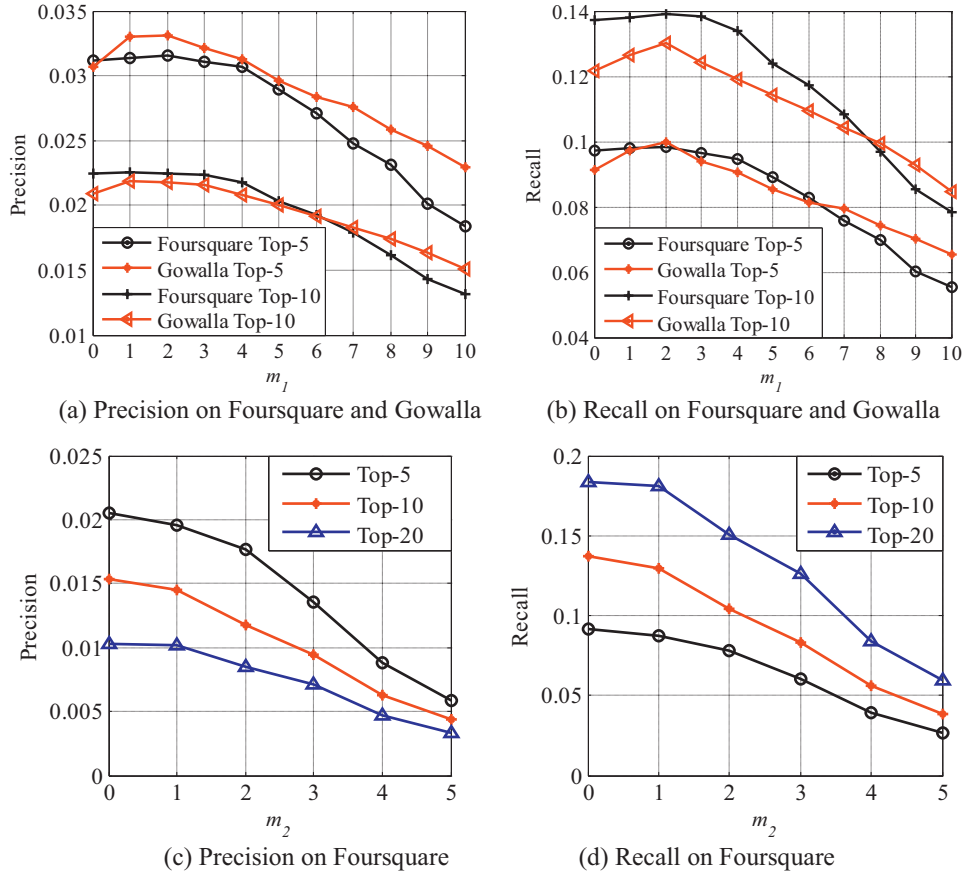 0.035
0.03
0.025
0.02
0.015
0.01
Precision
Foursquare Top-5
Gowalla Top-5
Foursquare Top-10
Gowalla Top-10
0 1 2 3 4 5 6 7 8 9 10
m1
(a) Precision on Foursquare and Gowalla
0.14
0.12
0.1
0.08
0.06
0.04
Recall
Foursquare Top-5
Gowalla Top-5
Foursquare Top-10
Gowalla Top-10
0 1 2 3 4 5 6 7 8 9 10
m1
(b) Recall on Foursquare and Gowalla
0.025
0.02
0.015
0.01
0.005
0
Precision
Top-5
Top-10
Top-20
0 1 2 3 4 5
m2
(c) Precision on Foursquare
0.2
0.15
0.1
0.05
0
Recall
Top-5
Top-10
Top-20
0 1 2 3 4 5
m2
(d) Recall on Foursquare